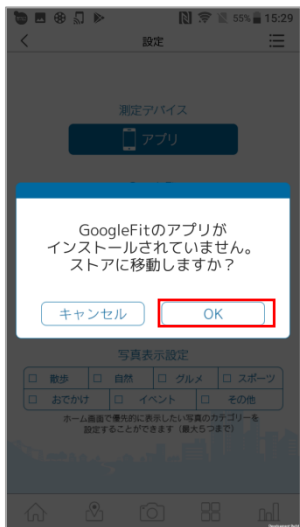 55% 15:29
設定
測定デバイス
アプリ
GoogleFitのアプリが
インストールされていません。
ストアに移動しますか？
キャンセル OK
写真表示設定
散歩 自然 グルメ スポーツ
おでかけ イベント その他
ホーム画面で優先的に表示したい写真のカテゴリーを
設定することができます（最大5つまで）